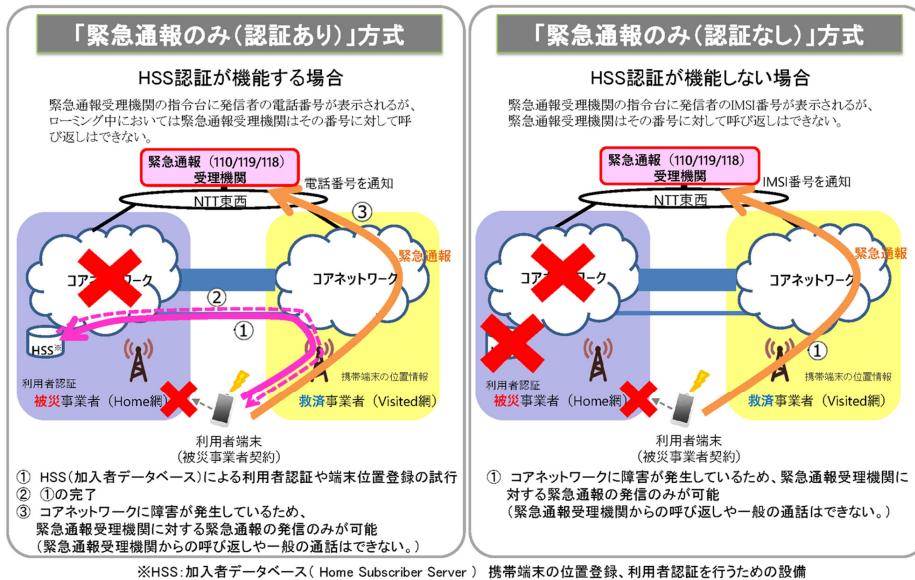 「緊急通報のみ(認証あり)」方式
HSS認証が機能する場合
緊急通報受理機関の指令台に発信者の電話番号が表示されるが、
ローミング中においては緊急通報受理機関はその番号に対して呼
び返しはできない。
緊急通報（110/119/118）
受理機関
電話番号を通知
NTT東西
③
緊急通報
コアネットワーク
コアネットワーク
②
①
HSS※
利用者認証
携帯端末の位置情報
被災事業者（Home網）
救済事業者（Visited網）
利用者端末
(被災事業者契約)
① HSS(加入者データベース)による利用者認証や端末位置登録の試行
② ①の完了
③ コアネットワークに障害が発生しているため、
緊急通報受理機関に対する緊急通報の発信のみが可能
(緊急通報受理機関からの呼び返しや一般の通話はできない。)
「緊急通報のみ(認証なし)」方式
HSS認証が機能しない場合
緊急通報受理機関の指令台に発信者のIMSI番号が表示されるが、
緊急通報受理機関はその番号に対して呼び返しはできない。
緊急通報（110/119/118）
受理機関
IMSI番号を通知
NTT東西
緊急通報
コアネットワーク
コアネットワーク
①
利用者認証
携帯端末の位置情報
被災事業者（Home網）
救済事業者（Visited網）
利用者端末
(被災事業者契約)
① コアネットワークに障害が発生しているため、緊急通報受理機関に
対する緊急通報の発信のみが可能
(緊急通報受理機関からの呼び返しや一般の通話はできない。)
※HSS:加入者データベース( Home Subscriber Server ) 携帯端末の位置登録、利用者認証を行うための設備